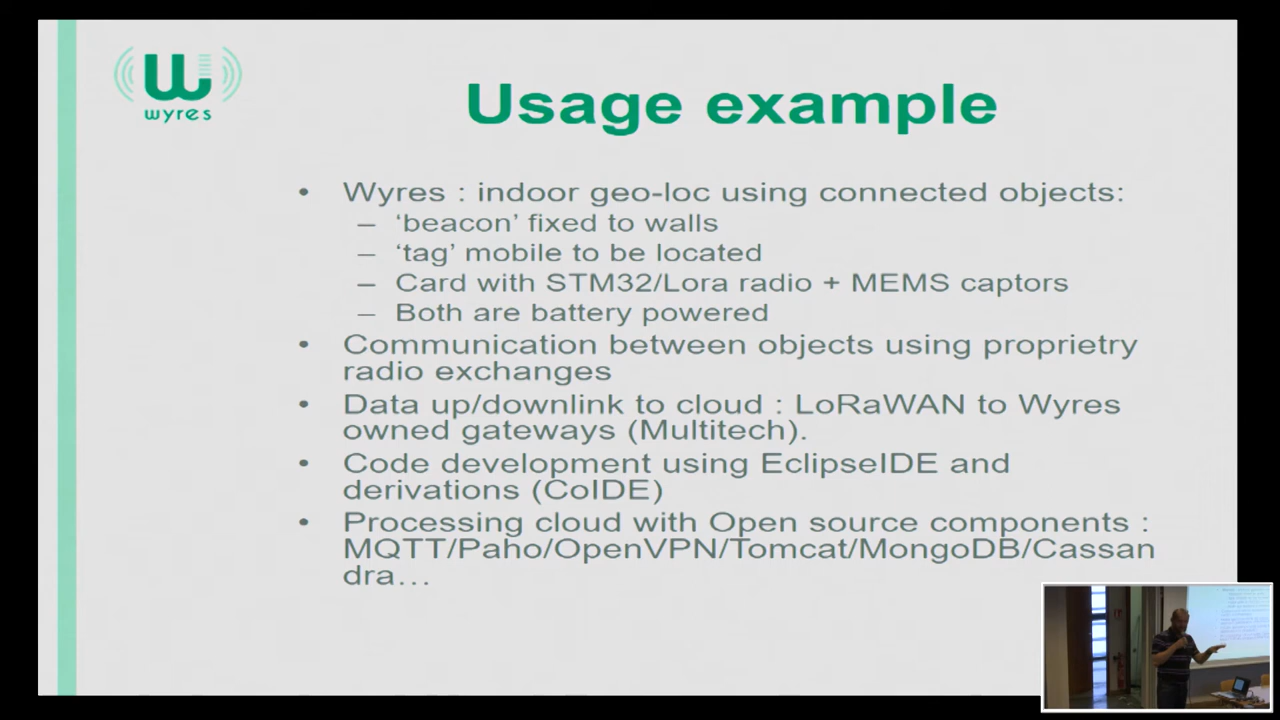 wyres
Usage example
• Wyres : indoor geo-loc using connected objects:
– ‘beacon’ fixed to walls
– ‘tag’ mobile to be located
– Card with STM32/Lora radio + MEMS captors
– Both are battery powered
• Communication between objects using proprietry
radio exchanges
• Data up/downlink to cloud : LoRaWAN to Wyres
owned gateways (Multitech).
• Code development using EclipseIDE and
derivations (CoIDE)
• Processing cloud with Open source components :
MQTT/Paho/OpenVPN/Tomcat/MongoDB/Cassan
dra…